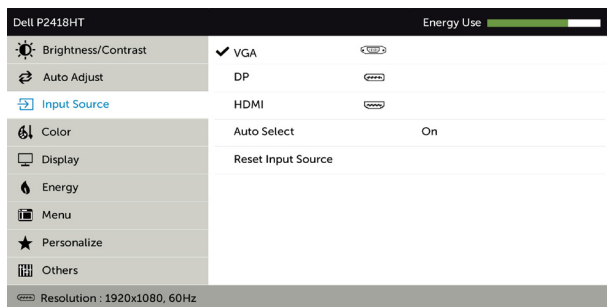 Dell P2418HT Energy Use
Brightness/Contrast
Auto Adjust
Input Source
Color
Display
Energy
Menu
Personalize
Others
VGA
DP
HDMI
Auto Select On
Reset Input Source
Resolution : 1920x1080, 60Hz